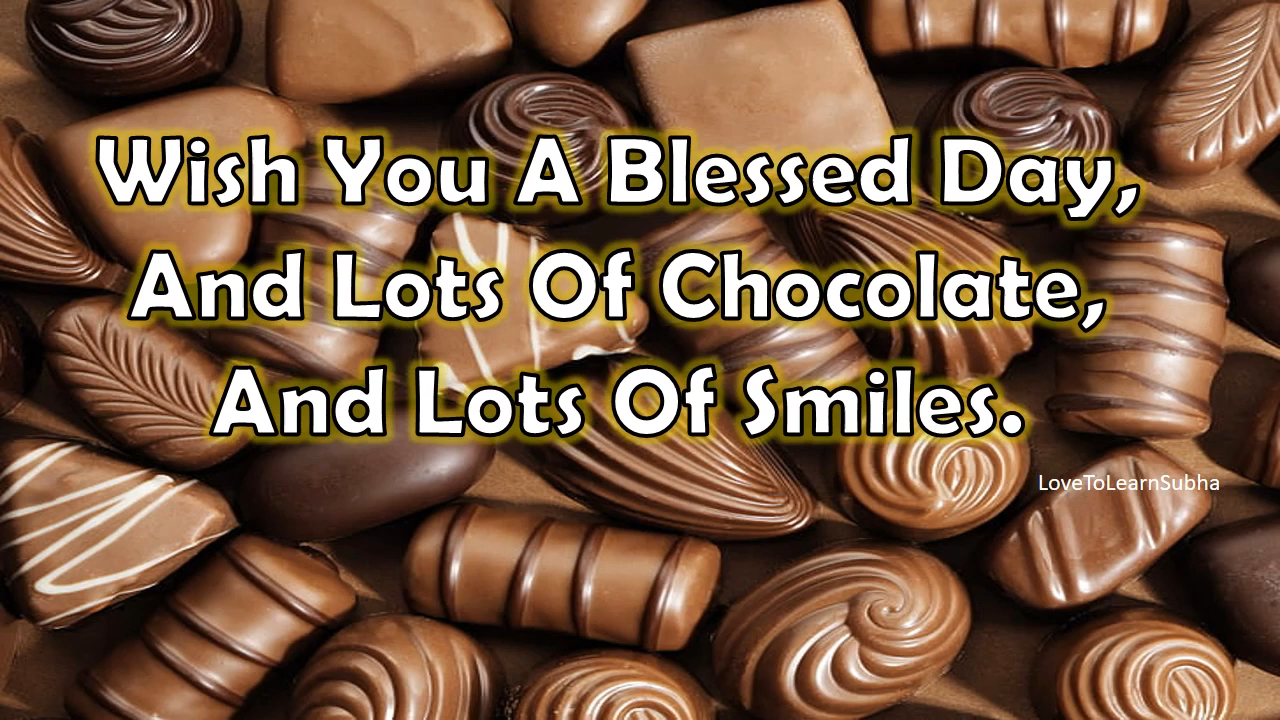 Wish You A Blessed Day,
And Lots Of Chocolate,
And Lots Of Smiles.
LoveToLearnSubha